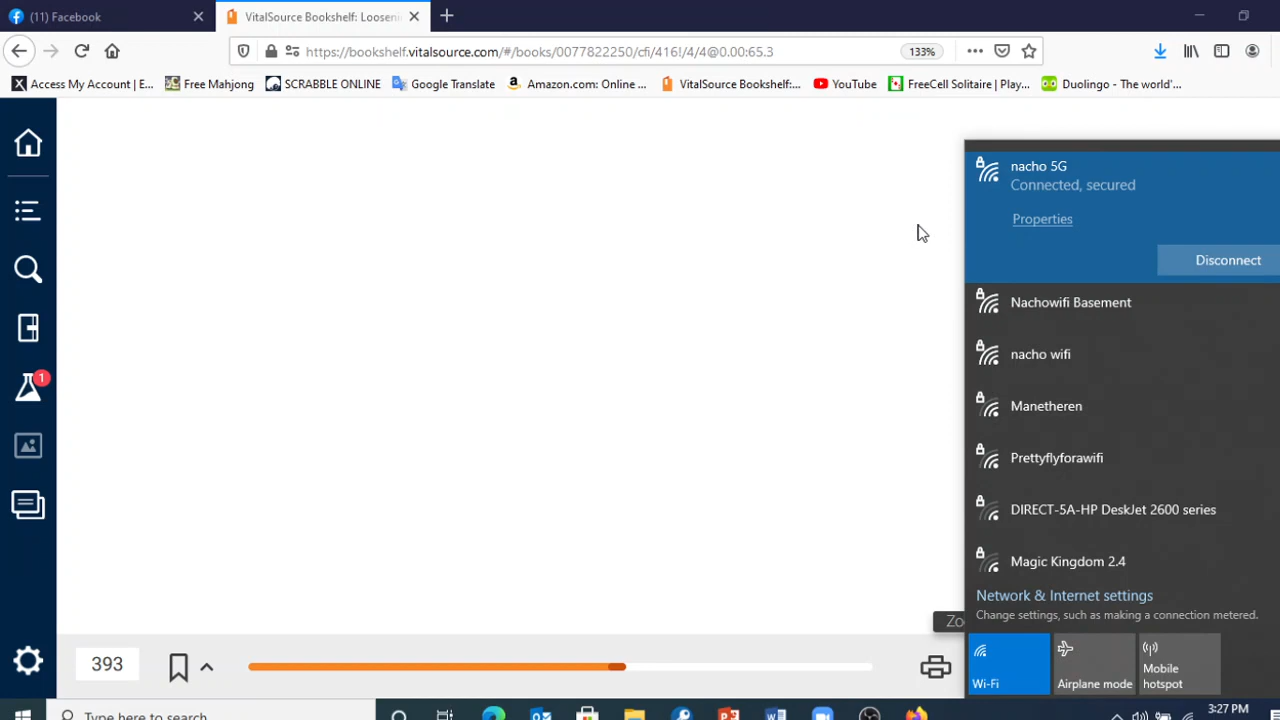 (11) Facebook
VitalSource Bookshelf: Loosenin
https://bookshelf.vitalsource.com/#/books/0077822250/cfi/416!/4/4@0.00:65.3
133%
Access My Account | E...
Free Mahjong
SCRABBLE ONLINE
Google Translate
Amazon.com: Online ...
VitalSource Bookshelf:...
YouTube
FreeCell Solitaire | Play...
Duolingo - The world'...
nacho 5G
Connected, secured
Properties
Disconnect
Nachowifi Basement
nacho wifi
Manetheren
Prettyflyforawifi
DIRECT-5A-HP DeskJet 2600 series
Magic Kingdom 2.4
Network & Internet settings
Change settings, such as making a connection metered.
Zo
Wi-Fi
Airplane mode
Mobile
hotspot
1
393
Type here to search
3:27 PM